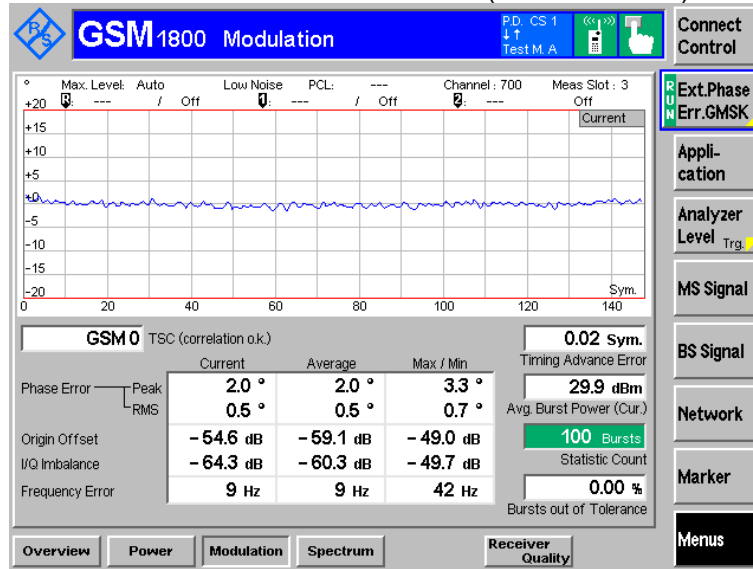 R&S GSM 1800 Modulation P.D. CS 1
↓↑
Test M. A
Connect
Control
° Max. Level: Auto Low Noise PCL: --- Channel : 700 Meas Slot : 3
R: --- / Off 1: --- / Off 2: --- Off
Current
+20
+15
+10
+5
+0
-5
-10
-15
-20
Sym.
0 20 40 60 80 100 120 140
RUN
Ext.Phase
Err.GMSK
Appli-
cation
Analyzer
Level Trg.
MS Signal
BS Signal
Network
Marker
Menus
GSM 0 TSC (correlation o.k.)
0.02 Sym.
Timing Advance Error
Current Average Max / Min
Phase Error Peak 2.0 ° 2.0 ° 3.3 °
RMS 0.5 ° 0.5 ° 0.7 °
29.9 dBm
Avg. Burst Power (Cur.)
Origin Offset -54.6 dB -59.1 dB -49.0 dB
100 Bursts
Statistic Count
I/Q Imbalance -64.3 dB -60.3 dB -49.7 dB
Frequency Error 9 Hz 9 Hz 42 Hz
0.00 %
Bursts out of Tolerance
Overview Power Modulation Spectrum Receiver
Quality